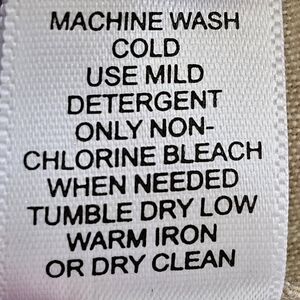 MACHINE WASH
COLD
USE MILD
DETERGENT
ONLY NON-
CHLORINE BLEACH
WHEN NEEDED
TUMBLE DRY LOW
WARM IRON
OR DRY CLEAN